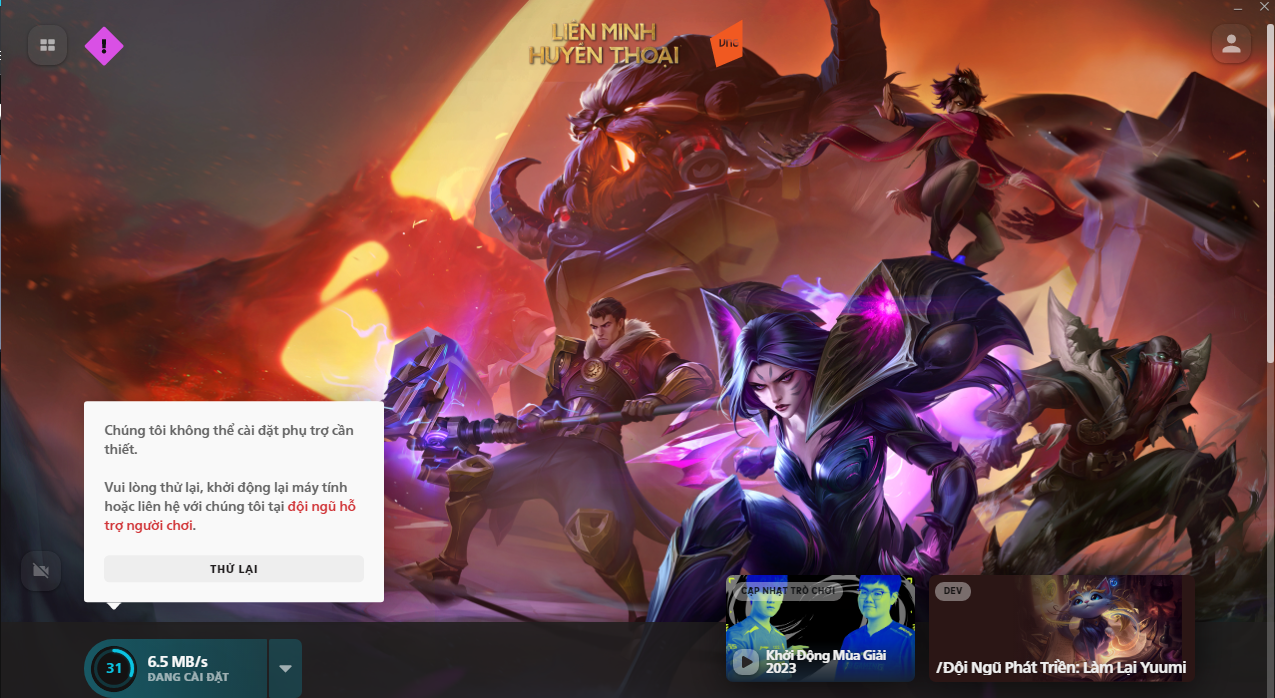 LIÊN MINH
HUYỀN THOẠI
DHC
!
Chúng tôi không thể cài đặt phụ trợ cần
thiết.
Vui lòng thử lại, khởi động lại máy tính
hoặc liên hệ với chúng tôi tại đội ngũ hỗ
trợ người chơi.
THỬ LẠI
31
6.5 MB/s
ĐANG CÀI ĐẶT
CẬP NHẬT TRÒ CHƠI
Khởi Động Mùa Giải
2023
DEV
/Đội Ngũ Phát Triển: Làm Lại Yuumi